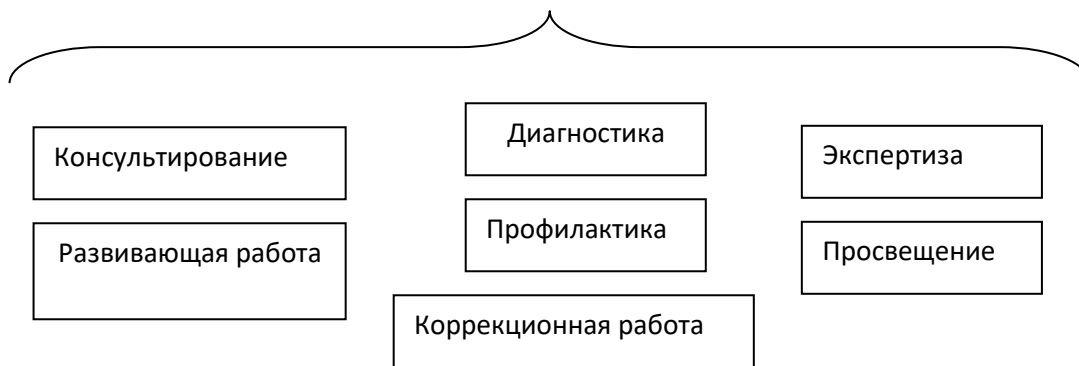 Консультирование
Диагностика
Экспертиза
Развивающая работа
Профилактика
Просвещение
Коррекционная работа